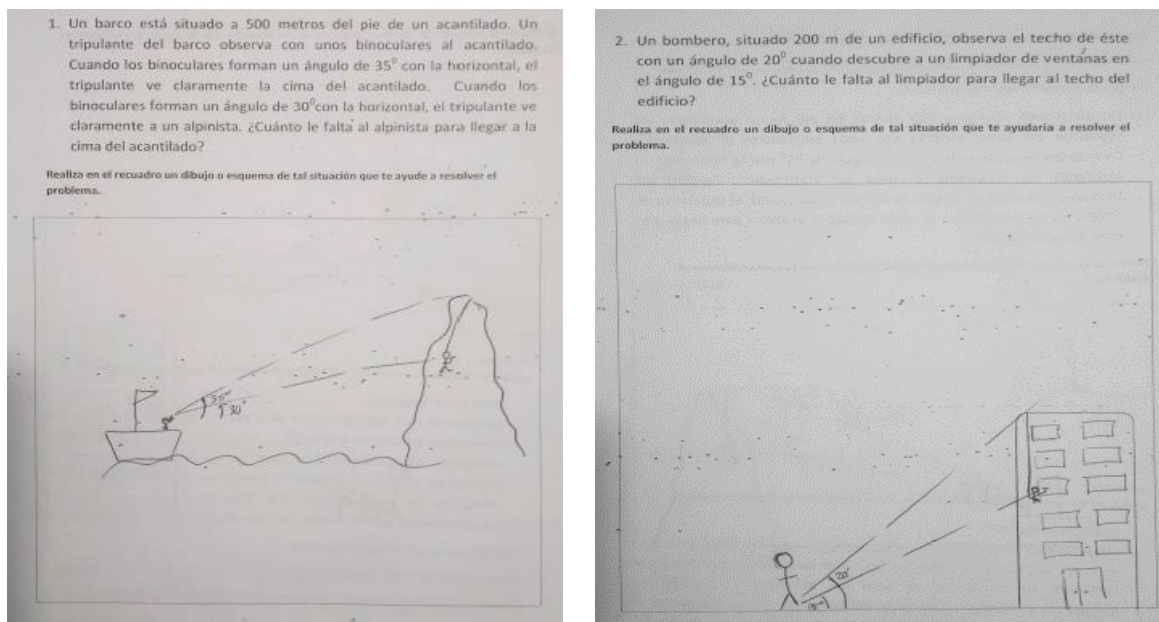 1. Un barco está situado a 500 metros del pie de un acantilado. Un
tripulante del barco observa con unos binoculares al acantilado.
Cuando los binoculares forman un ángulo de 35⁰ con la horizontal, el
tripulante ve claramente la cima del acantilado. Cuando los
binoculares forman un ángulo de 30⁰con la horizontal, el tripulante ve
claramente a un alpinista. ¿Cuánto le falta al alpinista para llegar a la
cima del acantilado?
Realiza en el recuadro un dibujo o esquema de tal situación que te ayude a resolver el
problema.
35°
30°
2. Un bombero, situado 200 m de un edificio, observa el techo de éste
con un ángulo de 20⁰ cuando descubre a un limpiador de ventanas en
el ángulo de 15⁰. ¿Cuánto le falta al limpiador para llegar al techo del
edificio?
Realiza en el recuadro un dibujo o esquema de tal situación que te ayudaría a resolver el
problema.
20°
15°